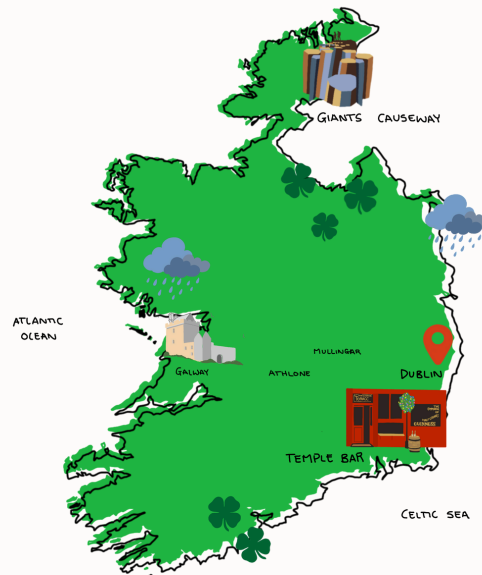 GIANTS CAUSEWAY
ATLANTIC
OCEAN
MULLINGAR
GALWAY
ATHLONE
DUBLIN
TEMPLE BAR
CELTIC SEA